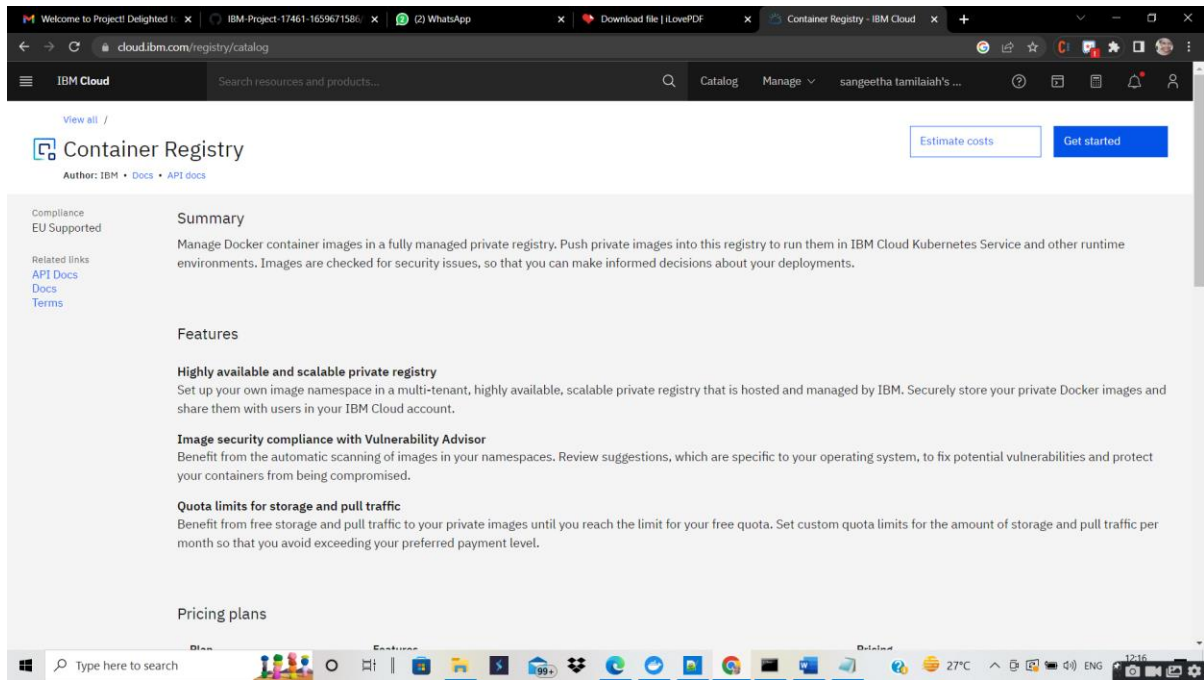 Welcome to Project! Delighted to
IBM-Project-17461-1659671586/
(2) WhatsApp
Download file | iLovePDF
Container Registry - IBM Cloud
cloud.ibm.com/registry/catalog
IBM Cloud
Search resources and products...
Catalog
Manage
sangeetha tamilaiah's ...
View all /
Container Registry
Estimate costs
Get started
Author: IBM • Docs • API docs
Compliance
EU Supported
Related links
API Docs
Docs
Terms
Summary
Manage Docker container images in a fully managed private registry. Push private images into this registry to run them in IBM Cloud Kubernetes Service and other runtime
environments. Images are checked for security issues, so that you can make informed decisions about your deployments.
Features
Highly available and scalable private registry
Set up your own image namespace in a multi-tenant, highly available, scalable private registry that is hosted and managed by IBM. Securely store your private Docker images and
share them with users in your IBM Cloud account.
Image security compliance with Vulnerability Advisor
Benefit from the automatic scanning of images in your namespaces. Review suggestions, which are specific to your operating system, to fix potential vulnerabilities and protect
your containers from being compromised.
Quota limits for storage and pull traffic
Benefit from free storage and pull traffic to your private images until you reach the limit for your free quota. Set custom quota limits for the amount of storage and pull traffic per
month so that you avoid exceeding your preferred payment level.
Pricing plans
Plan
Features
Pricing
Type here to search
99+
27°C
ENG
12:16